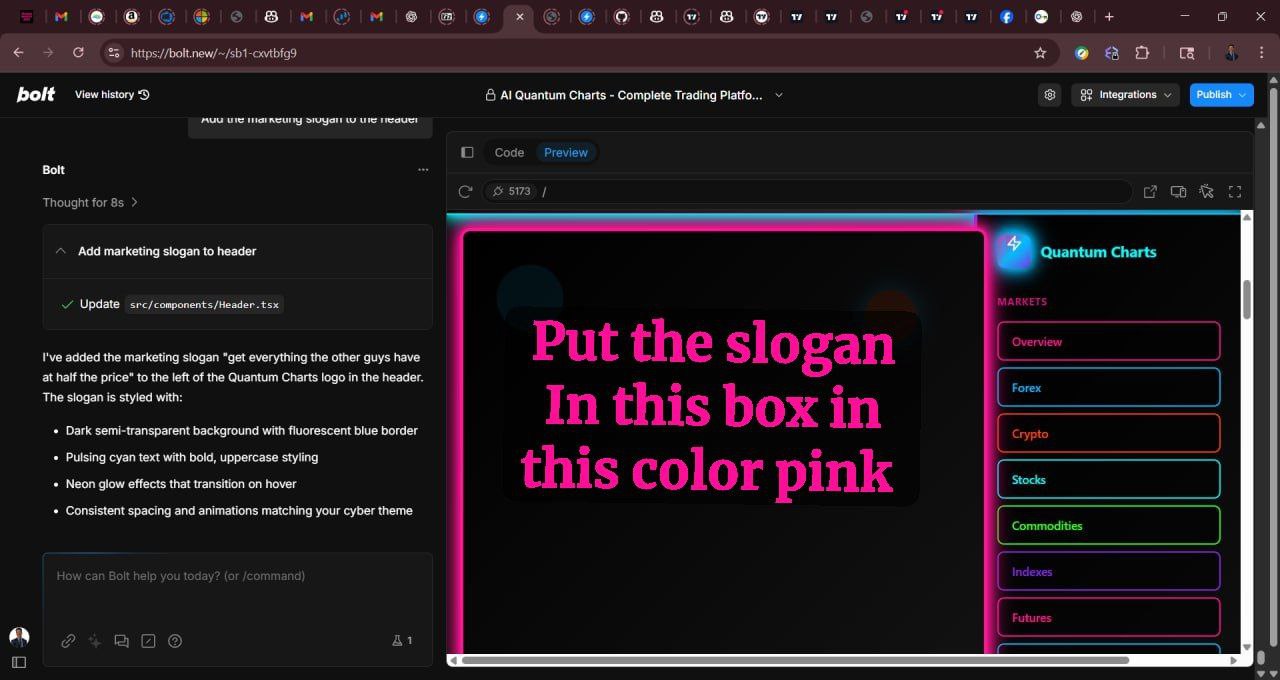 https://bolt.new/~/sb1-cxvtbfg9
bolt
View history
AI Quantum Charts - Complete Trading Platfo...
Integrations
Publish
Add the marketing slogan to the header
Bolt
Thought for 8s
Add marketing slogan to header
Update src/components/Header.tsx
I've added the marketing slogan "get everything the other guys have
at half the price" to the left of the Quantum Charts logo in the header.
The slogan is styled with:
• Dark semi-transparent background with fluorescent blue border
• Pulsing cyan text with bold, uppercase styling
• Neon glow effects that transition on hover
• Consistent spacing and animations matching your cyber theme
How can Bolt help you today? (or /command)
1
Code
Preview
5173 /
Put the slogan
In this box in
this color pink
Quantum Charts
MARKETS
Overview
Forex
Crypto
Stocks
Commodities
Indexes
Futures